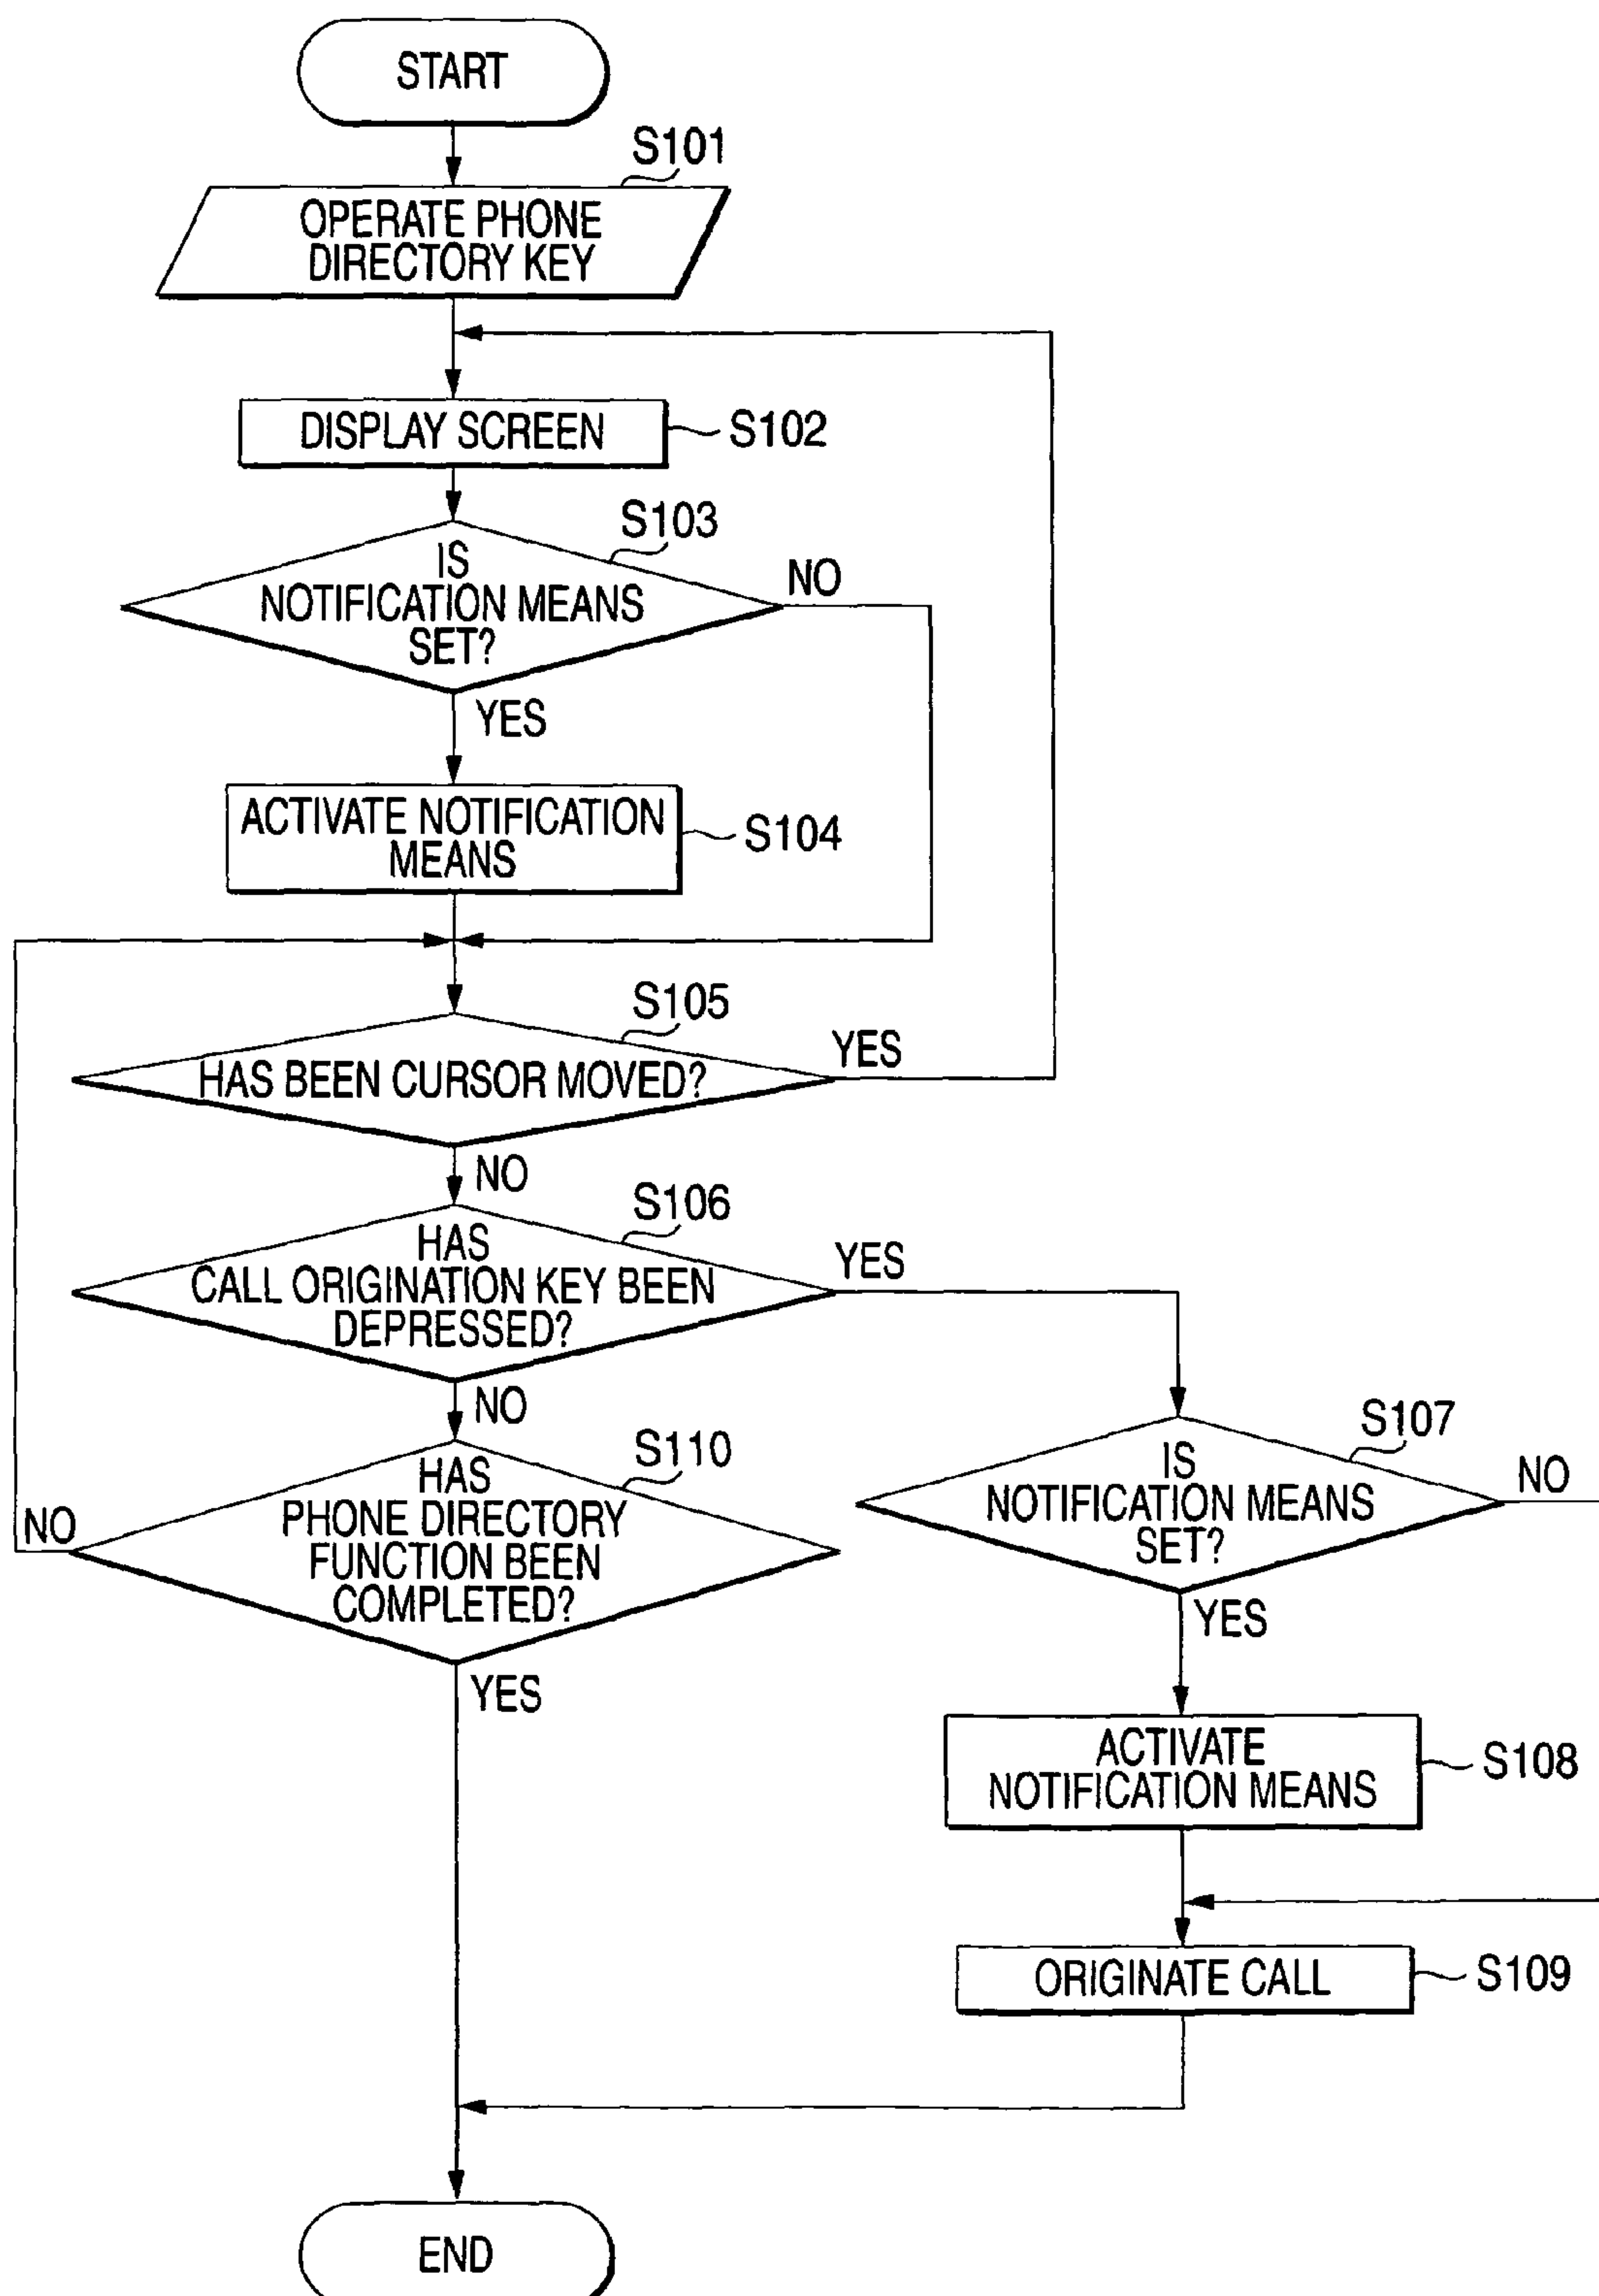 START
S101
OPERATE PHONE
DIRECTORY KEY
DISPLAY SCREEN
S102
S103
IS
NOTIFICATION MEANS
SET?
NO
YES
ACTIVATE NOTIFICATION
MEANS
S104
S105
HAS BEEN CURSOR MOVED?
YES
NO
S106
HAS
CALL ORIGINATION KEY BEEN
DEPRESSED?
YES
NO
S110
HAS
PHONE DIRECTORY
FUNCTION BEEN
COMPLETED?
NO
YES
S107
IS
NOTIFICATION MEANS
SET?
NO
YES
ACTIVATE
NOTIFICATION MEANS
S108
ORIGINATE CALL
S109
END